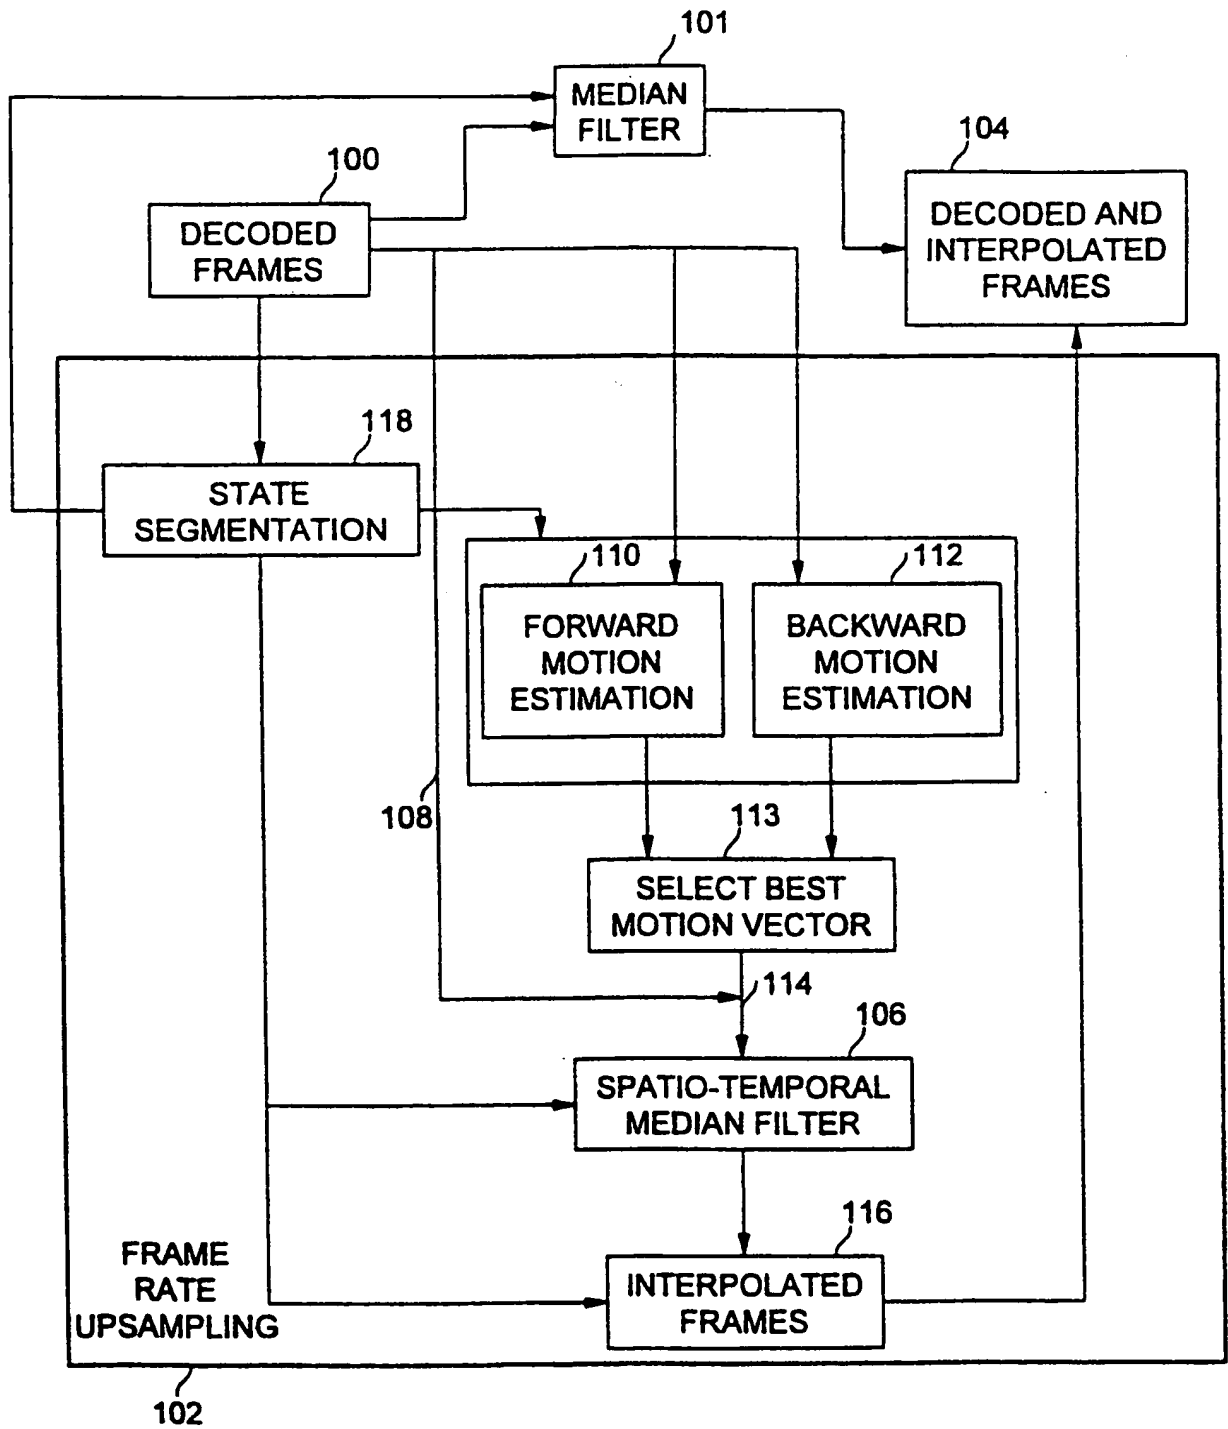 101
MEDIAN
FILTER
104
DECODED AND
INTERPOLATED
FRAMES
100
DECODED
FRAMES
118
STATE
SEGMENTATION
110
FORWARD
MOTION
ESTIMATION
112
BACKWARD
MOTION
ESTIMATION
108
113
SELECT BEST
MOTION VECTOR
114
106
SPATIO-TEMPORAL
MEDIAN FILTER
116
INTERPOLATED
FRAMES
FRAME
RATE
UPSAMPLING
102